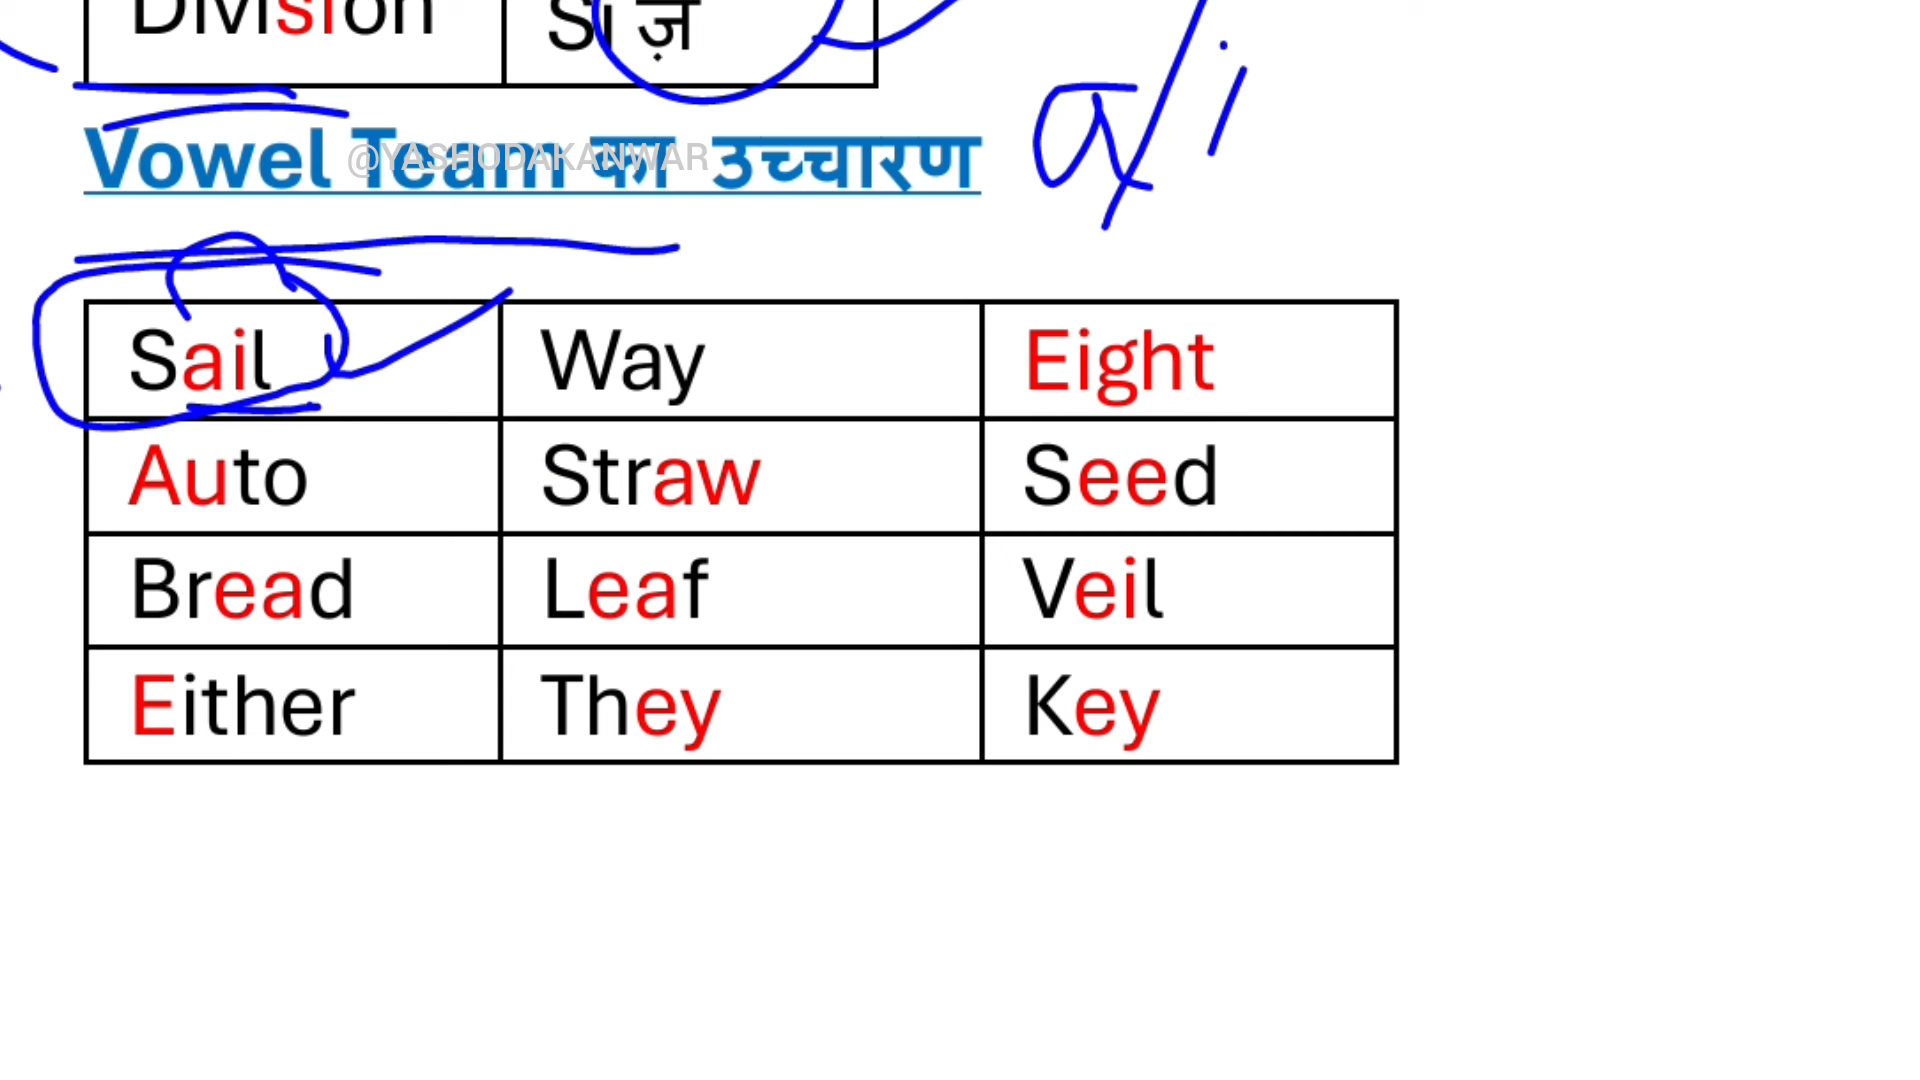 Division Si ज़
a/i
Vowel Team का उच्चारण
@YASHODAKANWAR
Sail Way Eight
Auto Straw Seed
Bread Leaf Veil
Either They Key